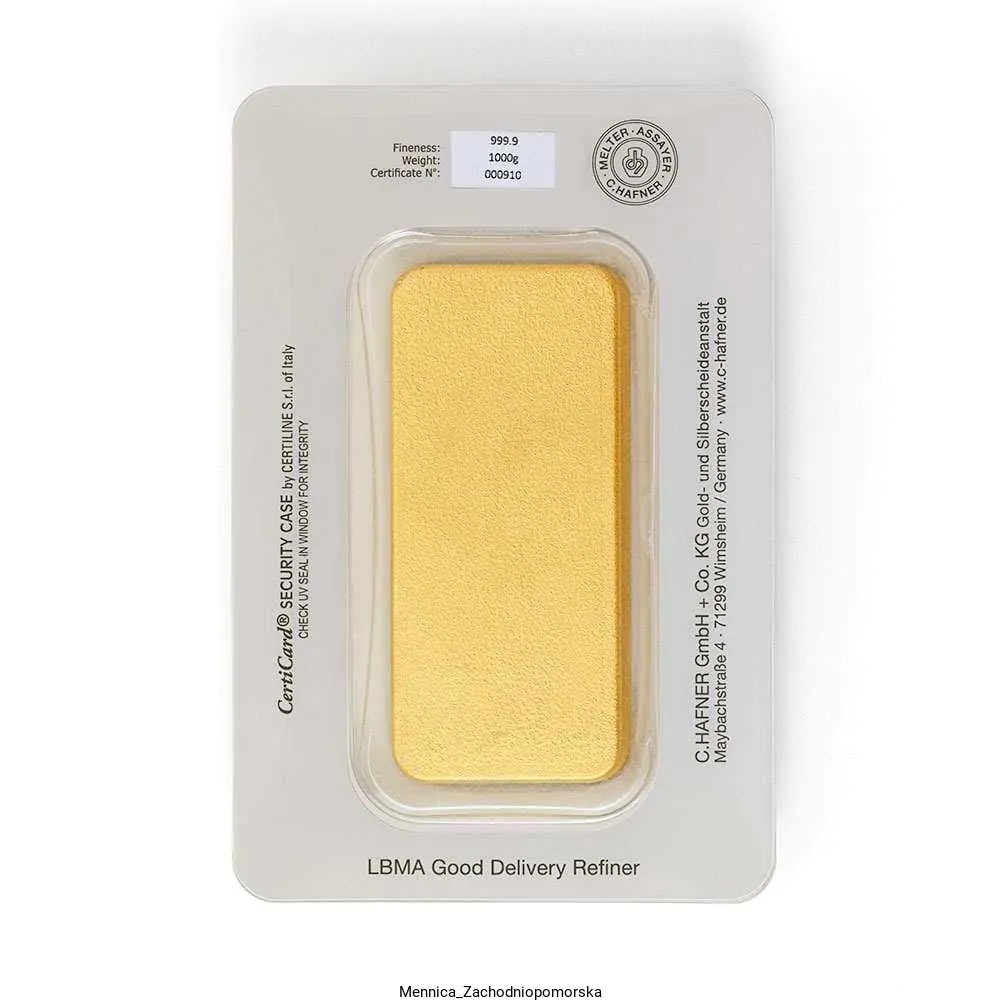 Fineness: 999.9
Weight: 1000g
Certificate N°: 000910
MELTER · ASSAYER · C.HAFNER ·
CertiCard® SECURITY CASE by CERTILINE S.r.l. of Italy
CHECK UV SEAL IN WINDOW FOR INTEGRITY
C.HAFNER GmbH + Co. KG Gold- und Silberscheideanstalt
Maybachstraße 4 · 71299 Wimsheim / Germany · www.c-hafner.de
LBMA Good Delivery Refiner
Mennica_Zachodniopomorska